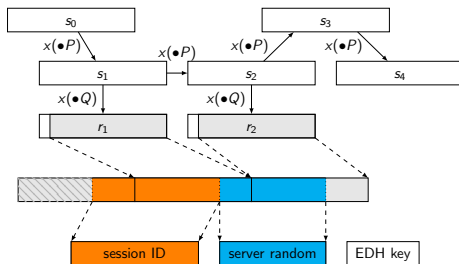 s0
s3
x(•P)
x(•P)
x(•P)
x(•P)
s1
s2
s4
x(•Q)
x(•Q)
r1
r2
session ID
server random
EDH key